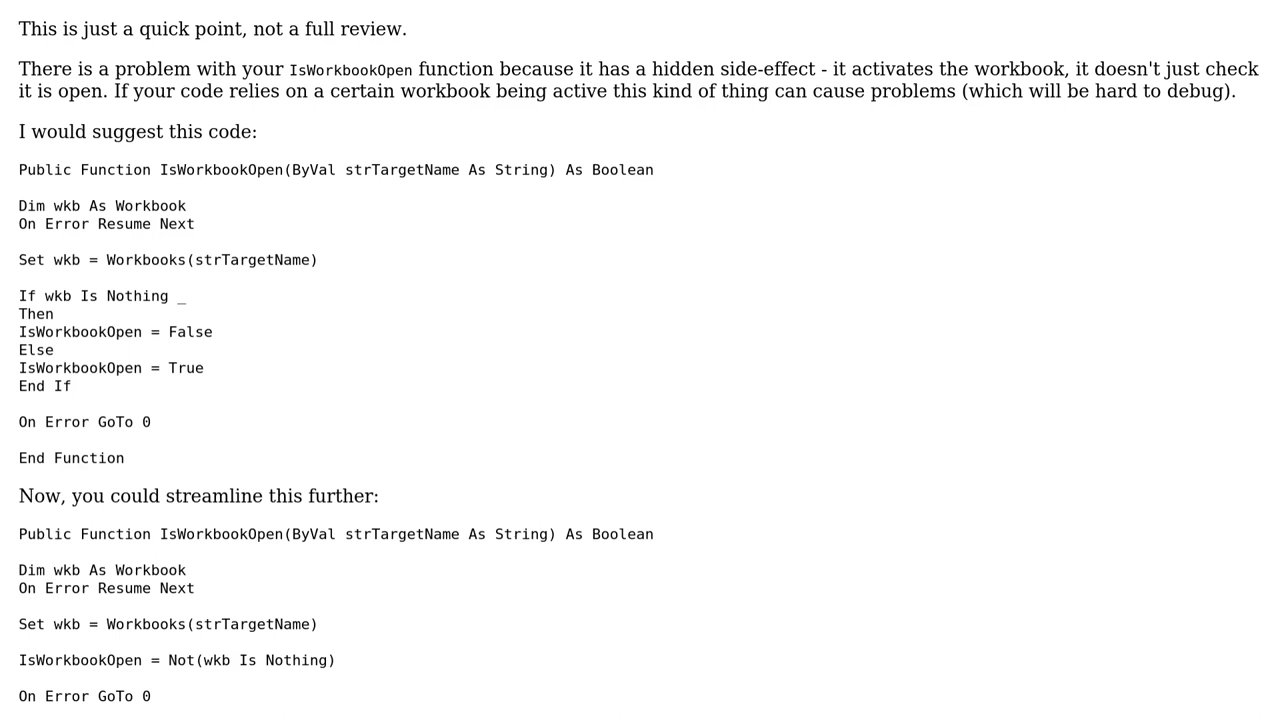 This is just a quick point, not a full review.
There is a problem with your IsWorkbookOpen function because it has a hidden side-effect - it activates the workbook, it doesn't just check
it is open. If your code relies on a certain workbook being active this kind of thing can cause problems (which will be hard to debug).
I would suggest this code:
Public Function IsWorkbookOpen(ByVal strTargetName As String) As Boolean
Dim wkb As Workbook
On Error Resume Next
Set wkb = Workbooks(strTargetName)
If wkb Is Nothing _
Then
IsWorkbookOpen = False
Else
IsWorkbookOpen = True
End If
On Error GoTo 0
End Function
Now, you could streamline this further:
Public Function IsWorkbookOpen(ByVal strTargetName As String) As Boolean
Dim wkb As Workbook
On Error Resume Next
Set wkb = Workbooks(strTargetName)
IsWorkbookOpen = Not(wkb Is Nothing)
On Error GoTo 0